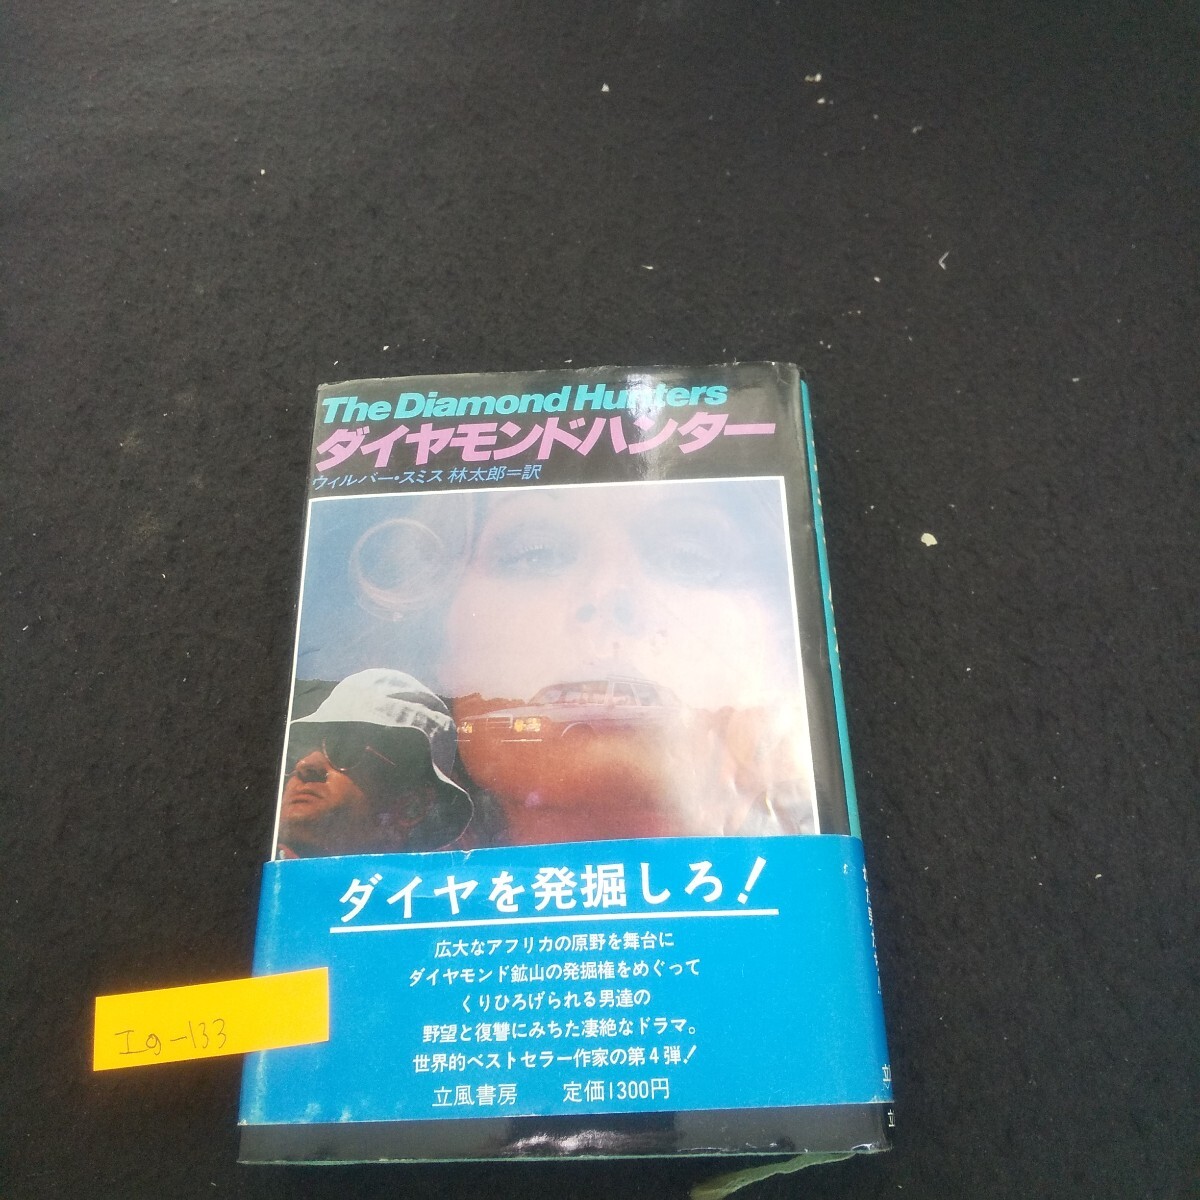 The Diamond Hunters
ダイヤモンドハンター
ウィルバー・スミス 林太郎＝訳
ダイヤを発掘しろ!
広大なアフリカの原野を舞台に
ダイヤモンド鉱山の発掘権をめぐって
くりひろげられる男達の
野望と復讐にみちた凄絶なドラマ。
世界的ベストセラー作家の第4弾!
立風書房 定価1300円
Ig-133